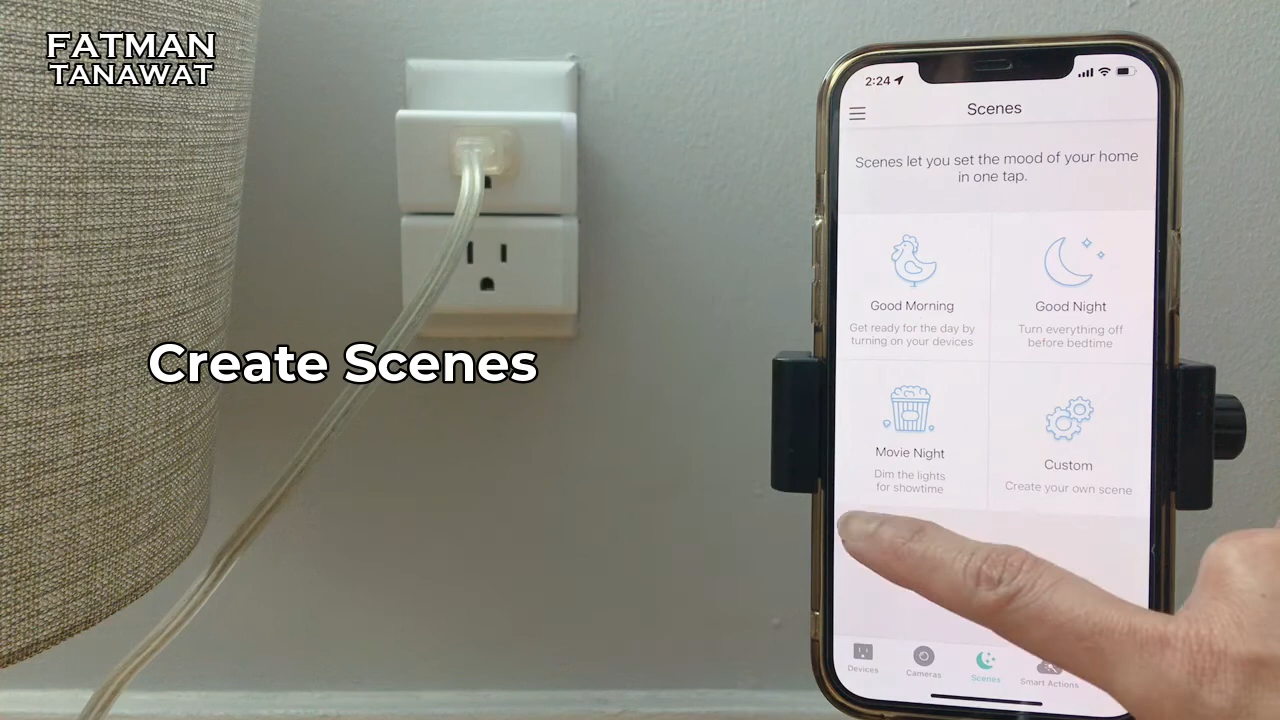 FATMAN
TANAWAT
Create Scenes
2:24
Scenes
Scenes let you set the mood of your home
in one tap.
Good Morning
Get ready for the day by
turning on your devices
Good Night
Turn everything off
before bedtime
Movie Night
Dim the lights
for showtime
Custom
Create your own scene
Devices
Cameras
Scenes
Smart Actions